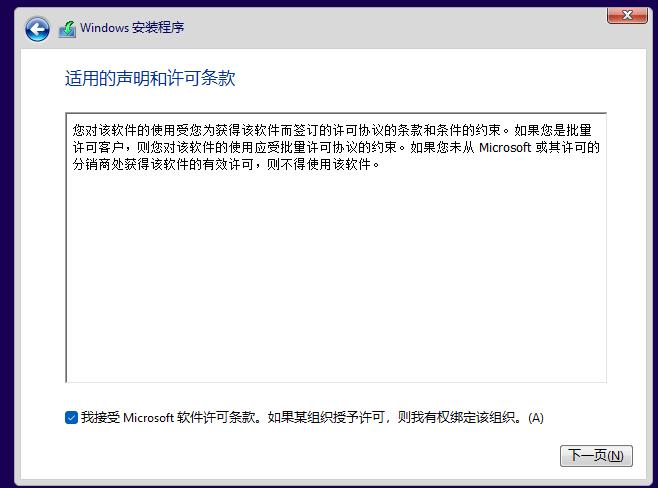 Windows 安装程序
适用的声明和许可条款
您对该软件的使用受您为获得该软件而签订的许可协议的条款和条件的约束。如果您是批量
许可客户，则您对该软件的使用应受批量许可协议的约束。如果您未从 Microsoft 或其许可的
分销商处获得该软件的有效许可，则不得使用该软件。
我接受 Microsoft 软件许可条款。如果某组织授予许可，则我有权绑定该组织。(A)
下一页(N)